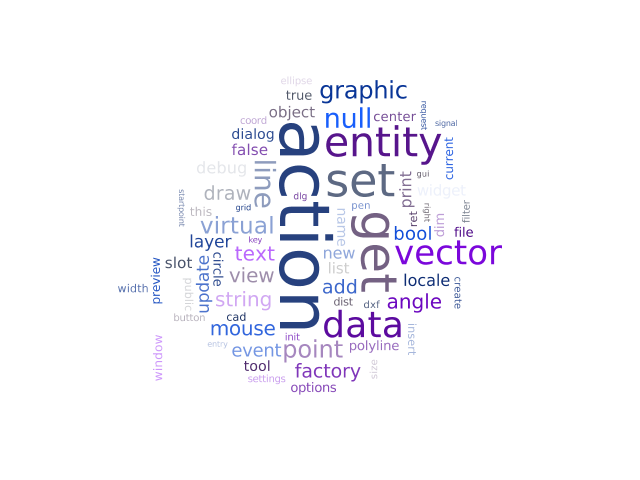 ellipse
graphic
true
object
null
center
request
signal
coord
dialog
false
action
entity
current
debug
line
set
print
gui
widget
draw
dlg
startpoint
this
grid
name
pen
get
ret
right
dim
filter
virtual
bool
file
layer
key
text
new
vector
slot
circle
view
list
locale
create
preview
update
public
width
string
add
dist
dxf
angle
button
cad
mouse
data
init
insert
window
entry
event
point
polyline
size
tool
factory
settings
options